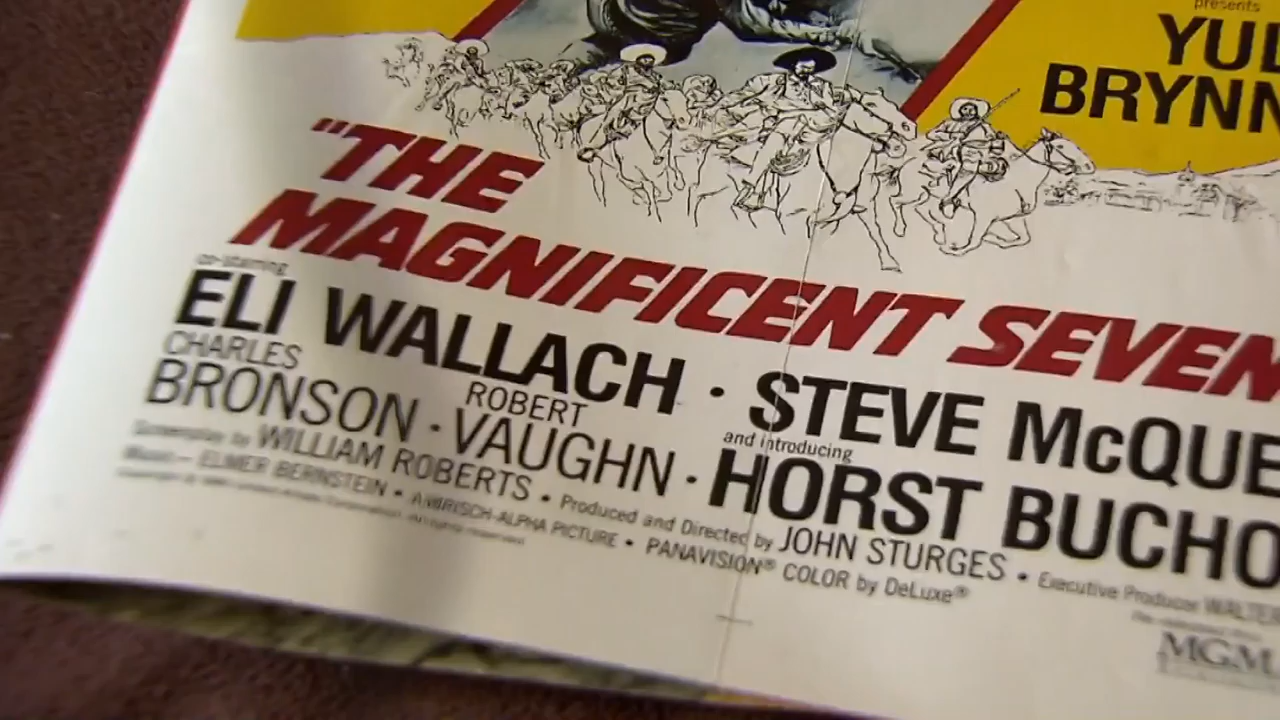 presents
YUL
BRYNN
"THE
MAGNIFICENT SEVEN
co-starring
ELI WALLACH · STEVE McQUE
CHARLES
BRONSON · ROBERT
VAUGHN · and introducing
HORST BUCHO
Screenplay by WILLIAM ROBERTS • Produced and Directed by JOHN STURGES • Executive Producer WALTER
Music— ELMER BERNSTEIN • A MIRISCH-ALPHA PICTURE • PANAVISION® COLOR by DeLuxe®
MGM